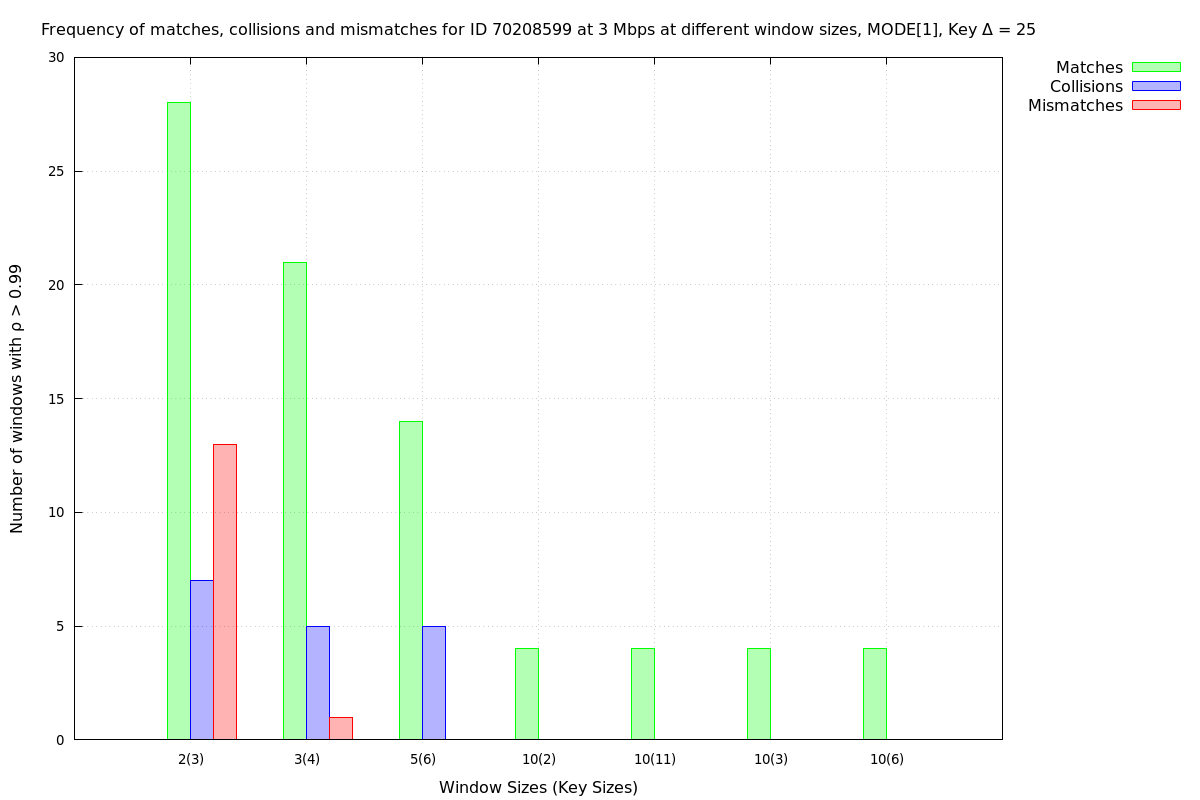 Frequency of matches, collisions and mismatches for ID 70208599 at 3 Mbps at different window sizes, MODE[1], Key Δ = 25
Matches
Collisions
Mismatches
Number of windows with ρ > 0.99
30
25
20
15
10
5
0
2(3) 3(4) 5(6) 10(2) 10(11) 10(3) 10(6)
Window Sizes (Key Sizes)